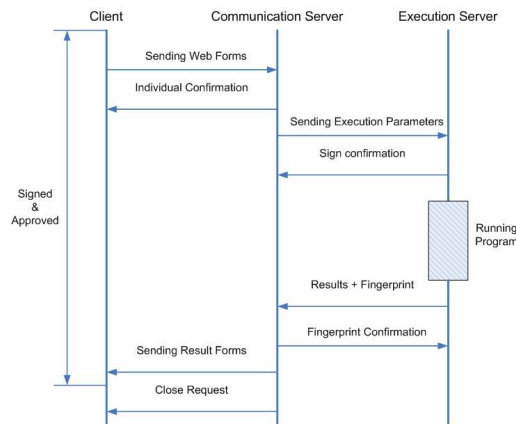 Client
Communication Server
Execution Server
Sending Web Forms
Individual Confirmation
Sending Execution Parameters
Sign confirmation
Signed
&
Approved
Running
Program
Results + Fingerprint
Fingerprint Confirmation
Sending Result Forms
Close Request